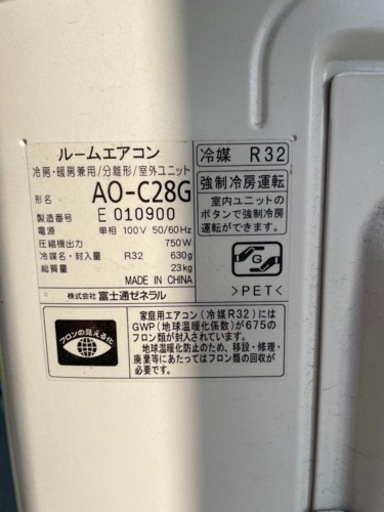 ルームエアコン
冷房・暖房兼用/分離形/室外ユニット
形名 AO-C28G
製造番号 E 010900
電源 単相 100V 50/60Hz
圧縮機出力 750W
冷媒名・封入量 R32 630g
総質量 23kg
MADE IN CHINA
株式会社 富士通ゼネラル
冷媒 R32
強制冷房運転
室内ユニットの
ボタンで強制冷房
運転ができます。
G
>PET<
フロンの見える化
家庭用エアコン(冷媒R32)には
GWP(地球温暖化係数)が675の
フロン類が封入されています。
地球温暖化防止のため、移設・修理・
廃棄等にあたってはフロン類の回収が
必要です。